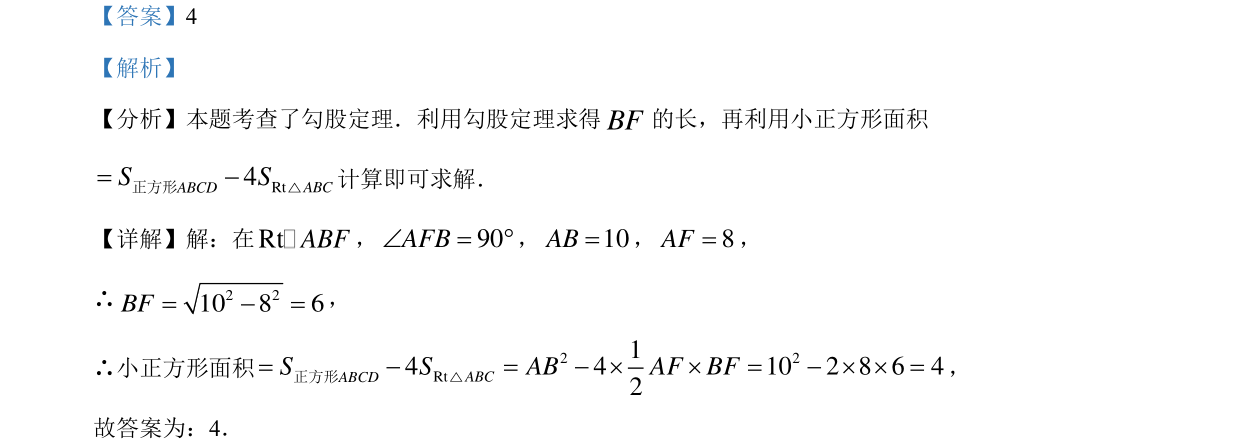 【答案】4
【解析】
【分析】本题考查了勾股定理．利用勾股定理求得 BF 的长，再利用小正方形面积
= S正方形ABCD − 4SRt△ABC 计算即可求解．
【详解】解：在 Rt□ ABF ，∠AFB = 90°，AB = 10，AF = 8，
∴ BF = √(10² − 8²) = 6，
∴小正方形面积 = S正方形ABCD − 4SRt△ABC = AB² − 4 × 1/2 AF × BF = 10² − 2 × 8 × 6 = 4，
故答案为：4．